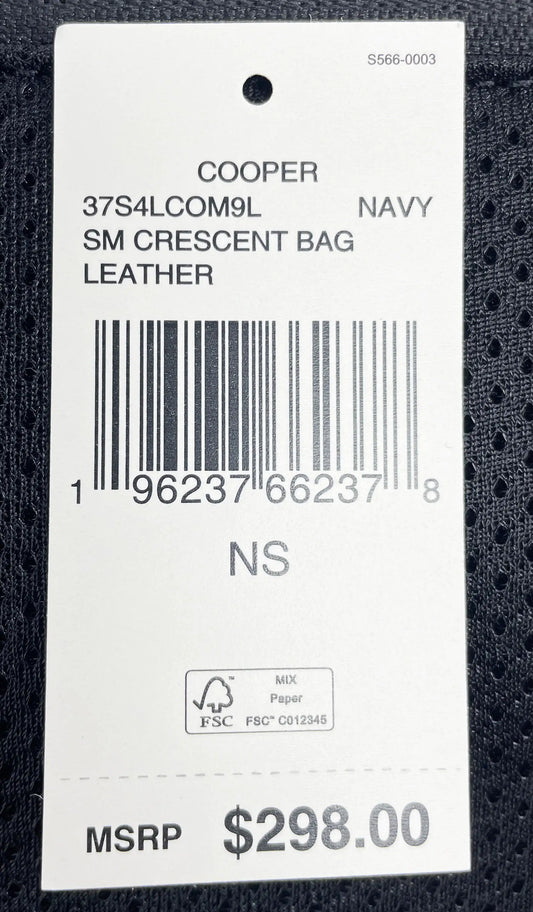 S566-0003
COOPER
37S4LCOM9L NAVY
SM CRESCENT BAG
LEATHER
1 96237 66237 8
NS
MIX
Paper
FSC™ FSC™ C012345
MSRP $298.00